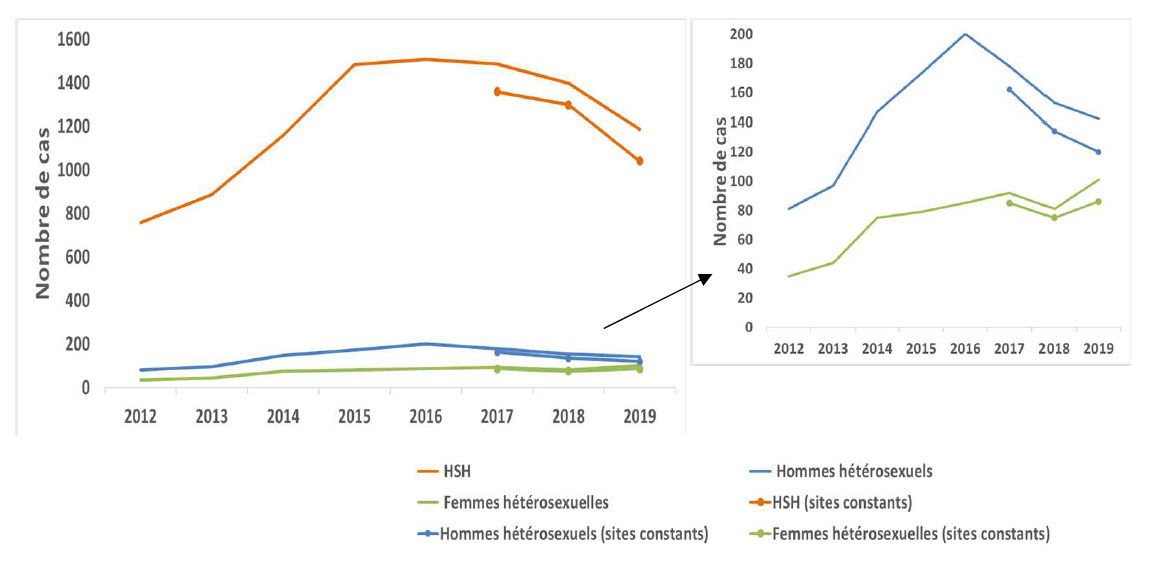 1600
1400
1200
1000
800
600
400
200
0
Nombre de cas
2012 2013 2014 2015 2016 2017 2018 2019
200
180
160
140
120
100
80
60
40
20
0
Nombre de cas
2012 2013 2014 2015 2016 2017 2018 2019
HSH Hommes hétérosexuels
Femmes hétérosexuelles HSH (sites constants)
Hommes hétérosexuels (sites constants) Femmes hétérosexuelles (sites constants)